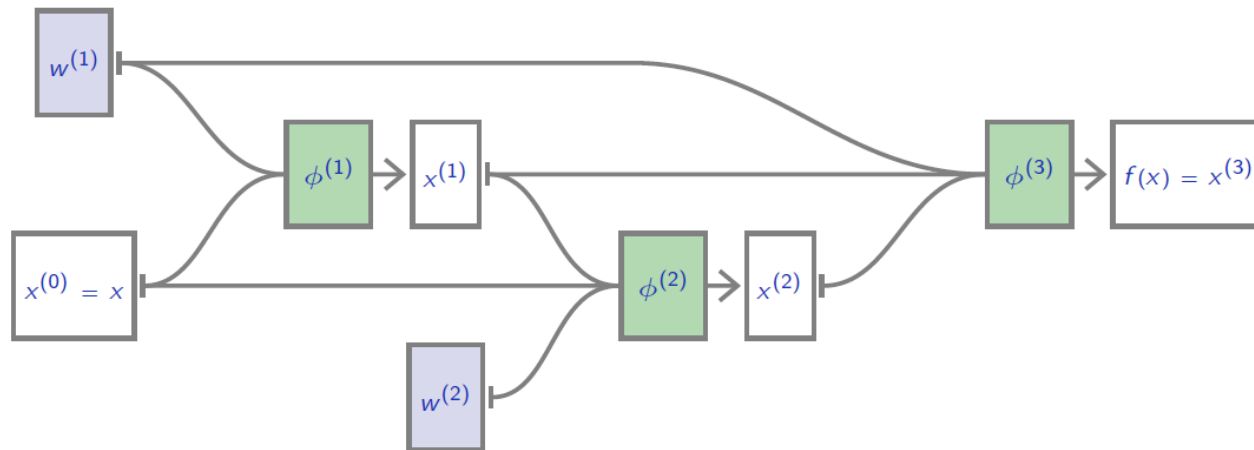 w^{(1)}
ϕ^{(1)}
x^{(1)}
ϕ^{(3)}
f(x) = x^{(3)}
x^{(0)} = x
ϕ^{(2)}
x^{(2)}
w^{(2)}